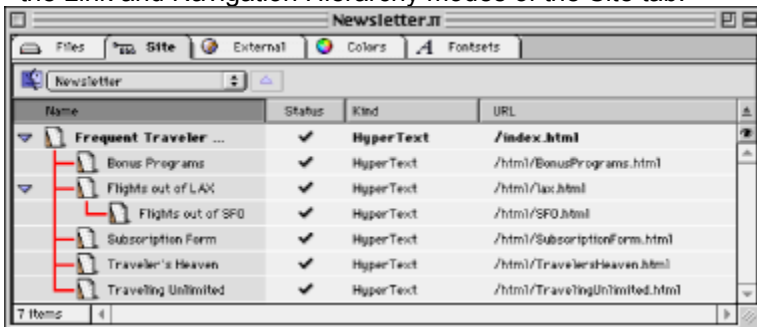 the Link and Navigation Hierarchy modes of the Site tab.
Newsletter.π
Files Site External Colors A Fontsets
Newsletter
Name Status Kind URL
Frequent Traveler ... HyperText /index.html
Bonus Programs HyperText /html/BonusPrograms.html
Flights out of LAX HyperText /html/lax.html
Flights out of SFO HyperText /html/SFO.html
Subscription Form HyperText /html/SubscriptionForm.html
Traveler's Heaven HyperText /html/TravelersHeaven.html
Traveling Unlimited HyperText /html/TravelingUnlimited.html
7 Items